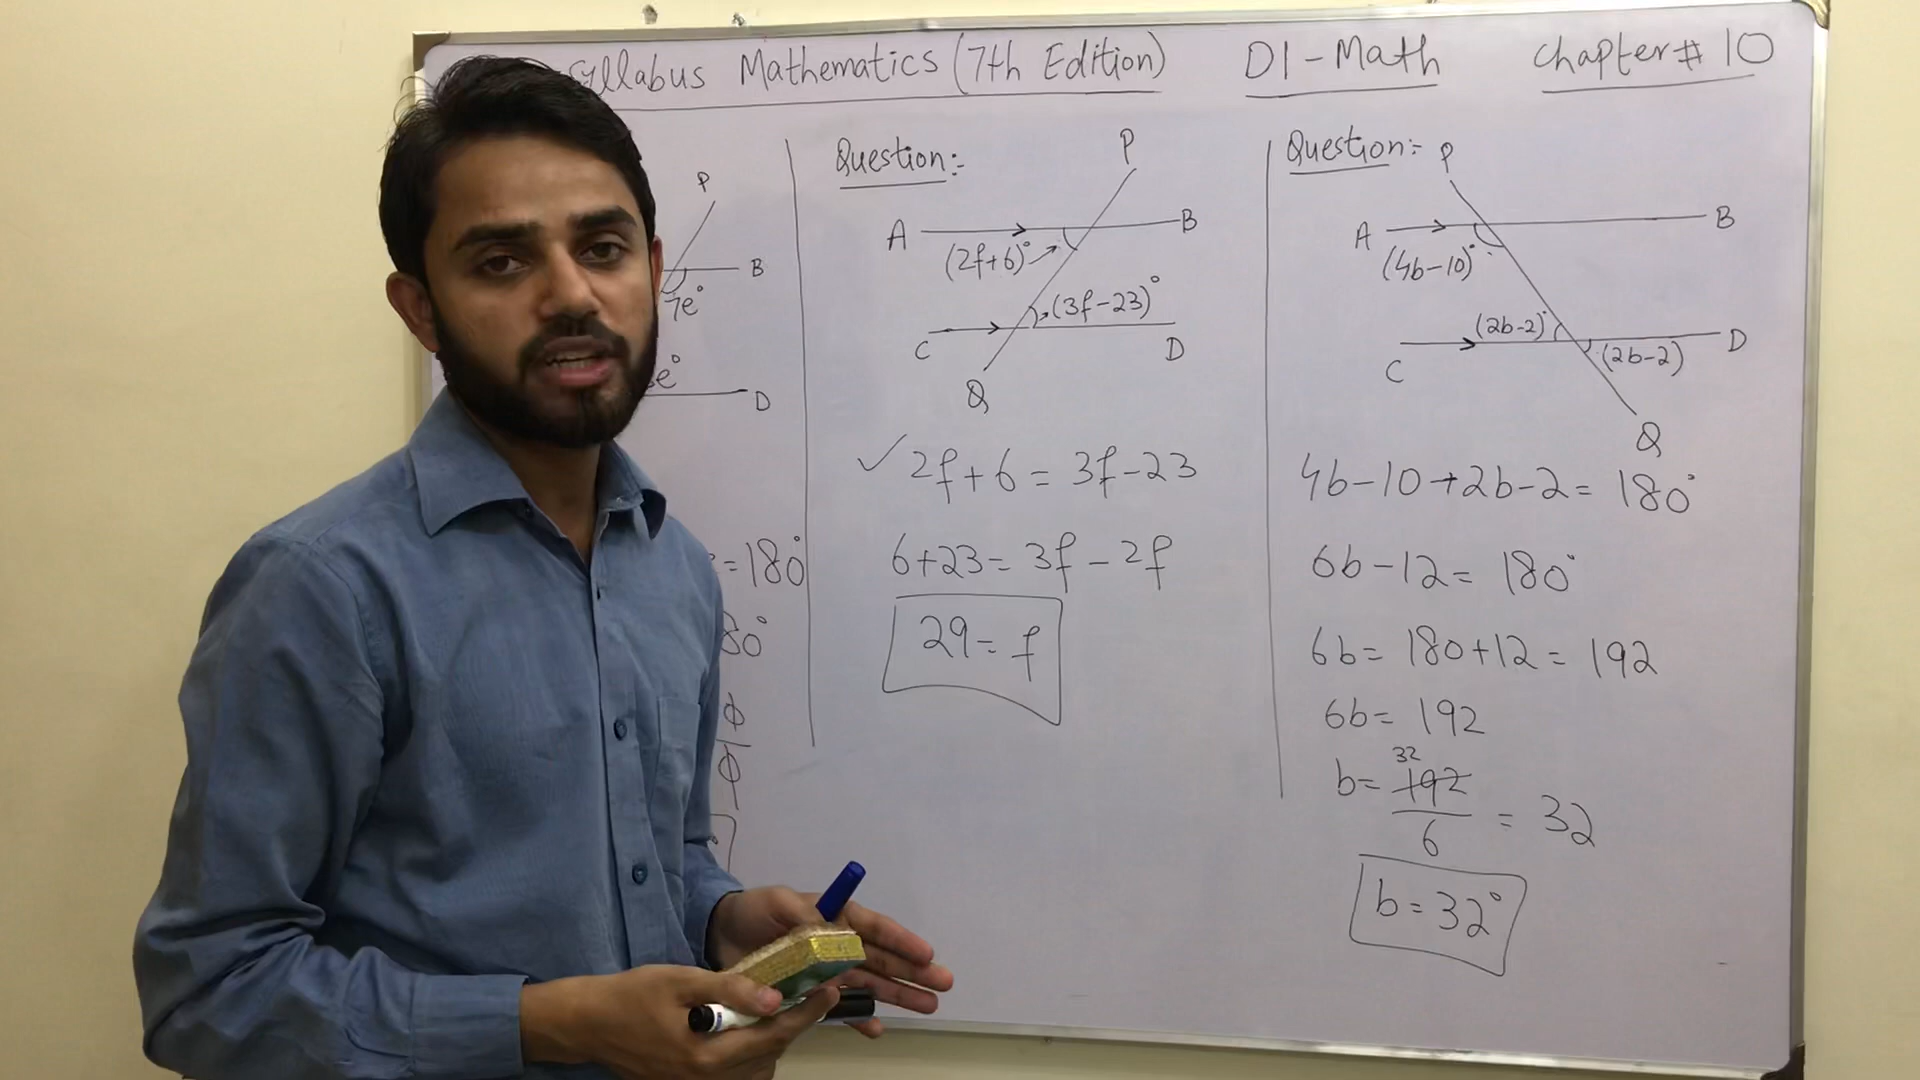 Syllabus Mathematics (7th Edition) D1-Math Chapter # 10
P
B
7e°
e°
D
=180°
80°
Question:-
P
A B
(2f+6)°
(3f-23)°
C D
Q
✓ 2f+6 = 3f-23
6+23 = 3f-2f
29 = f
Question:-
P
A B
(4b-10)°
(2b-2)°
(2b-2)
C D
Q
4b-10+2b-2 = 180°
6b-12 = 180°
6b = 180+12 = 192
6b = 192
32
b = 192/6 = 32
b = 32°